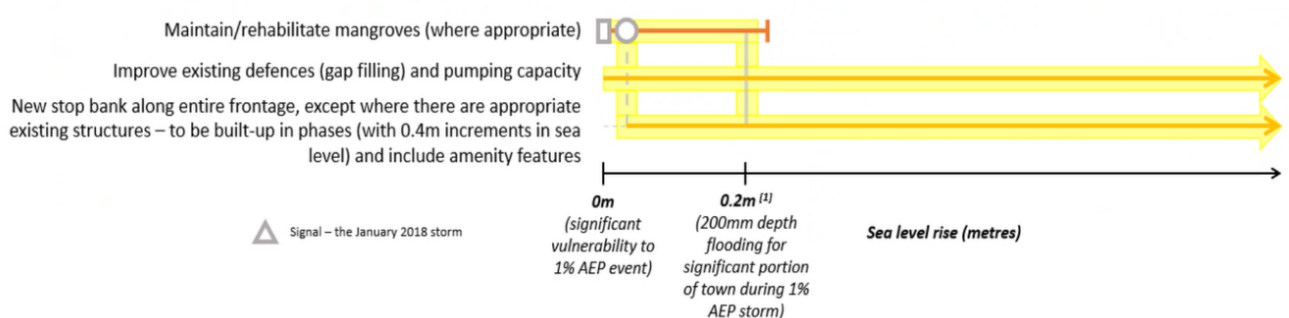 Maintain/rehabilitate mangroves (where appropriate)
Improve existing defences (gap filling) and pumping capacity
New stop bank along entire frontage, except where there are appropriate
existing structures – to be built-up in phases (with 0.4m increments in sea
level) and include amenity features
0m
(significant
vulnerability to
1% AEP event)
0.2m [1]
(200mm depth
flooding for
significant portion
of town during 1%
AEP storm)
Sea level rise (metres)
Signal – the January 2018 storm